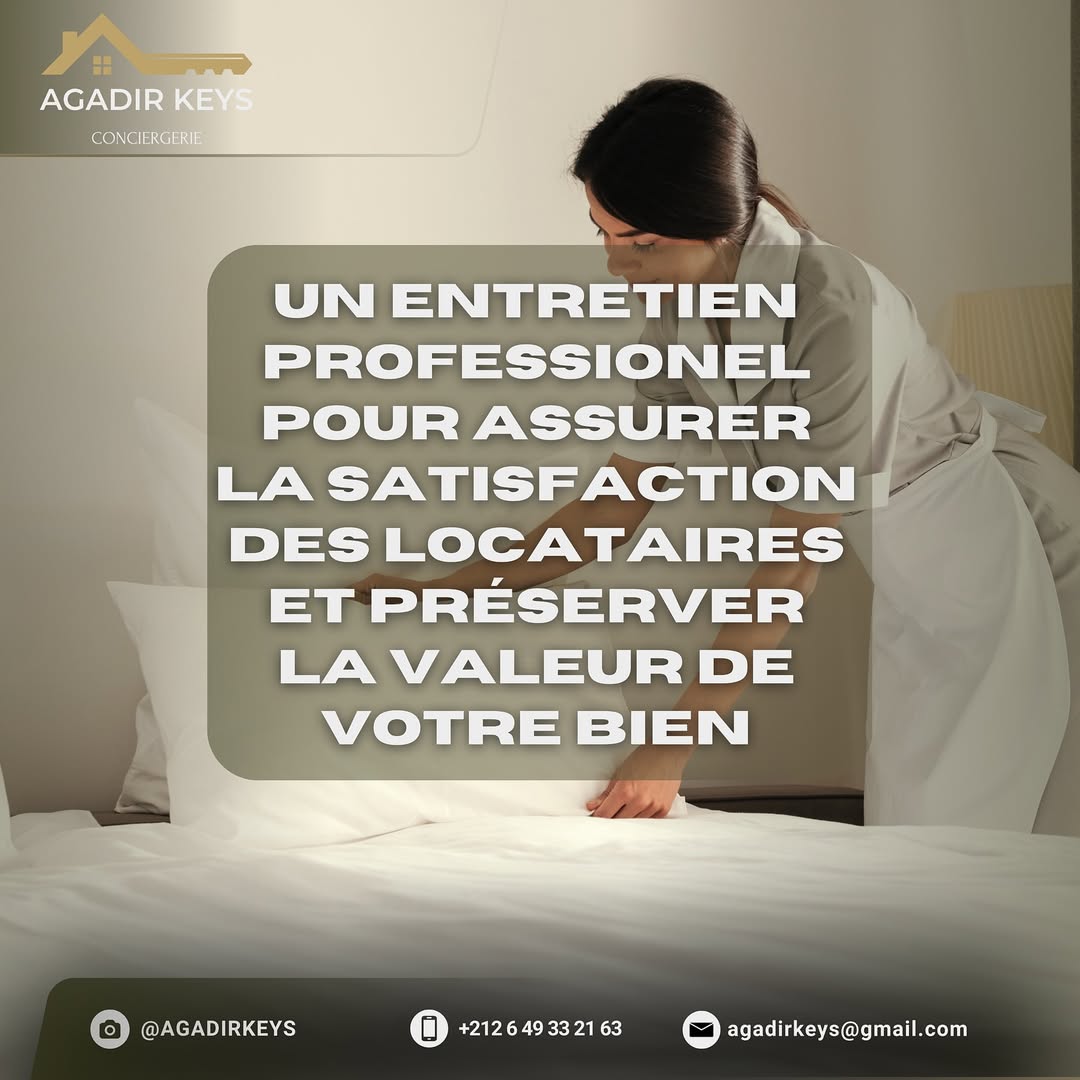 AGADIR KEYS
CONCIERGERIE
UN ENTRETIEN
PROFESSIONEL
POUR ASSURER
LA SATISFACTION
DES LOCATAIRES
ET PRÉSERVER
LA VALEUR DE
VOTRE BIEN
@AGADIRKEYS
+212 6 49 33 21 63
agadirkeys@gmail.com